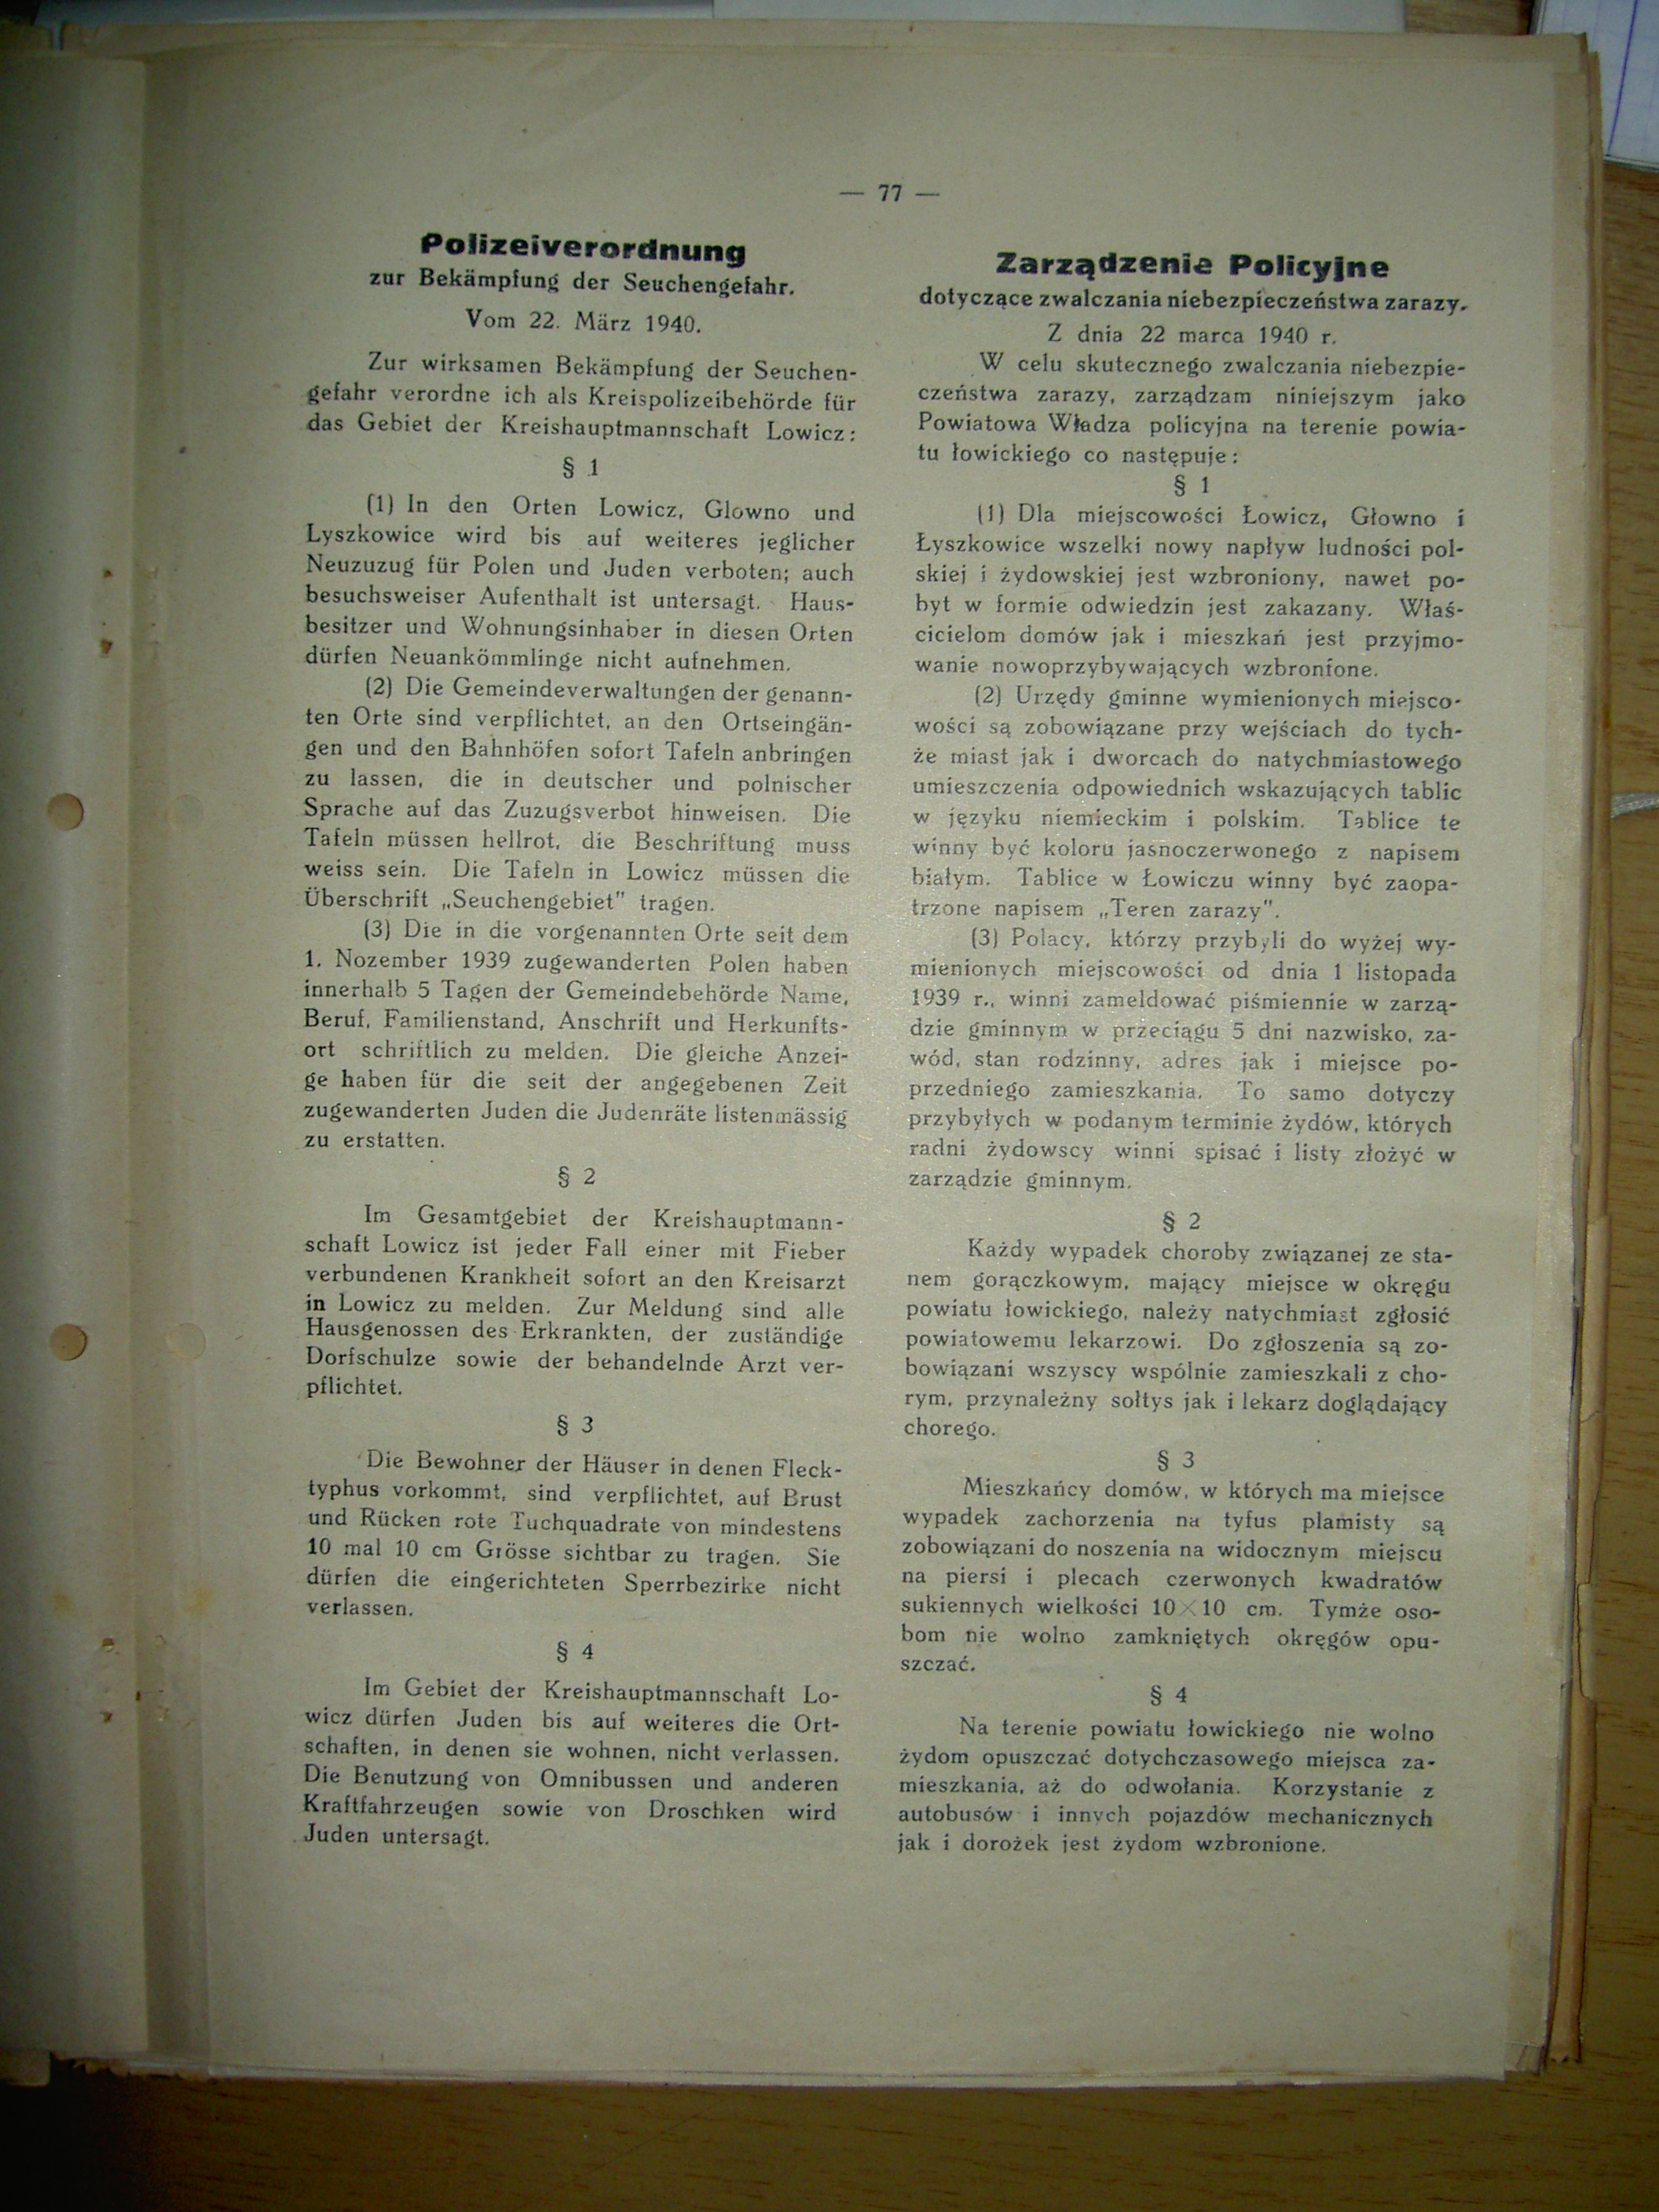 — 77 —
Polizeiverordnung
zur Bekämpfung der Seuchengefahr.
Vom 22. März 1940.
Zur wirksamen Bekämpfung der Seuchen-
gefahr verordne ich als Kreispolizeibehörde für
das Gebiet der Kreishauptmannschaft Lowicz:
§ 1
(1) In den Orten Lowicz, Glowno und
Lyszkowice wird bis auf weiteres jeglicher
Neuzuzug für Polen und Juden verboten; auch
besuchsweiser Aufenthalt ist untersagt. Haus-
besitzer und Wohnungsinhaber in diesen Orten
dürfen Neuankömmlinge nicht aufnehmen.
(2) Die Gemeindeverwaltungen der genann-
ten Orte sind verpflichtet, an den Ortseingän-
gen und den Bahnhöfen sofort Tafeln anbringen
zu lassen, die in deutscher und polnischer
Sprache auf das Zuzugsverbot hinweisen. Die
Tafeln müssen hellrot, die Beschriftung muss
weiss sein. Die Tafeln in Lowicz müssen die
Überschrift „Seuchengebiet" tragen.
(3) Die in die vorgenannten Orte seit dem
1. Nozember 1939 zugewanderten Polen haben
innerhalb 5 Tagen der Gemeindebehörde Name,
Beruf, Familienstand, Anschrift und Herkunfts-
ort schriftlich zu melden. Die gleiche Anzei-
ge haben für die seit der angegebenen Zeit
zugewanderten Juden die Judenräte listenmässig
zu erstatten.
§ 2
Im Gesamtgebiet der Kreishauptmann-
schaft Lowicz ist jeder Fall einer mit Fieber
verbundenen Krankheit sofort an den Kreisarzt
in Lowicz zu melden. Zur Meldung sind alle
Hausgenossen des Erkrankten, der zuständige
Dorfschulze sowie der behandelnde Arzt ver-
pflichtet.
§ 3
Die Bewohner der Häuser in denen Fleck-
typhus vorkommt, sind verpflichtet, auf Brust
und Rücken rote Tuchquadrate von mindestens
10 mal 10 cm Grösse sichtbar zu tragen. Sie
dürfen die eingerichteten Sperrbezirke nicht
verlassen.
§ 4
Im Gebiet der Kreishauptmannschaft Lo-
wicz dürfen Juden bis auf weiteres die Ort-
schaften, in denen sie wohnen, nicht verlassen.
Die Benutzung von Omnibussen und anderen
Kraftfahrzeugen sowie von Droschken wird
Juden untersagt.
Zarządzenie Policyjne
dotyczące zwalczania niebezpieczeństwa zarazy.
Z dnia 22 marca 1940 r.
W celu skutecznego zwalczania niebezpie-
czeństwa zarazy, zarządzam niniejszym jako
Powiatowa Władza policyjna na terenie powia-
tu łowickiego co następuje:
§ 1
(1) Dla miejscowości Łowicz, Głowno i
Łyszkowice wszelki nowy napływ ludności pol-
skiej i żydowskiej jest wzbroniony, nawet po-
byt w formie odwiedzin jest zakazany. Właś-
cicielom domów jak i mieszkań jest przyjmo-
wanie nowoprzybywających wzbronione.
(2) Urzędy gminne wymienionych miejsco-
wości są zobowiązane przy wejściach do tych-
że miast jak i dworcach do natychmiastowego
umieszczenia odpowiednich wskazujących tablic
w języku niemieckim i polskim. Tablice te
winny być koloru jasnoczerwonego z napisem
białym. Tablice w Łowiczu winny być zaopa-
trzone napisem „Teren zarazy".
(3) Polacy, którzy przybyli do wyżej wy-
mienionych miejscowości od dnia 1 listopada
1939 r., winni zameldować piśmiennie w zarzą-
dzie gminnym w przeciągu 5 dni nazwisko, za-
wód, stan rodzinny, adres jak i miejsce po-
przedniego zamieszkania. To samo dotyczy
przybyłych w podanym terminie żydów, których
radni żydowscy winni spisać i listy złożyć w
zarządzie gminnym.
§ 2
Każdy wypadek choroby związanej ze sta-
nem gorączkowym, mający miejsce w okręgu
powiatu łowickiego, należy natychmiast zgłosić
powiatowemu lekarzowi. Do zgłoszenia są zo-
bowiązani wszyscy wspólnie zamieszkali z cho-
rym, przynależny sołtys jak i lekarz doglądający
chorego.
§ 3
Mieszkańcy domów, w których ma miejsce
wypadek zachorzenia na tyfus plamisty są
zobowiązani do noszenia na widocznym miejscu
na piersi i plecach czerwonych kwadratów
sukiennych wielkości 10×10 cm. Tymże oso-
bom nie wolno zamkniętych okręgów opu-
szczać.
§ 4
Na terenie powiatu łowickiego nie wolno
żydom opuszczać dotychczasowego miejsca za-
mieszkania, aż do odwołania. Korzystanie z
autobusów i innych pojazdów mechanicznych
jak i dorożek jest żydom wzbronione.